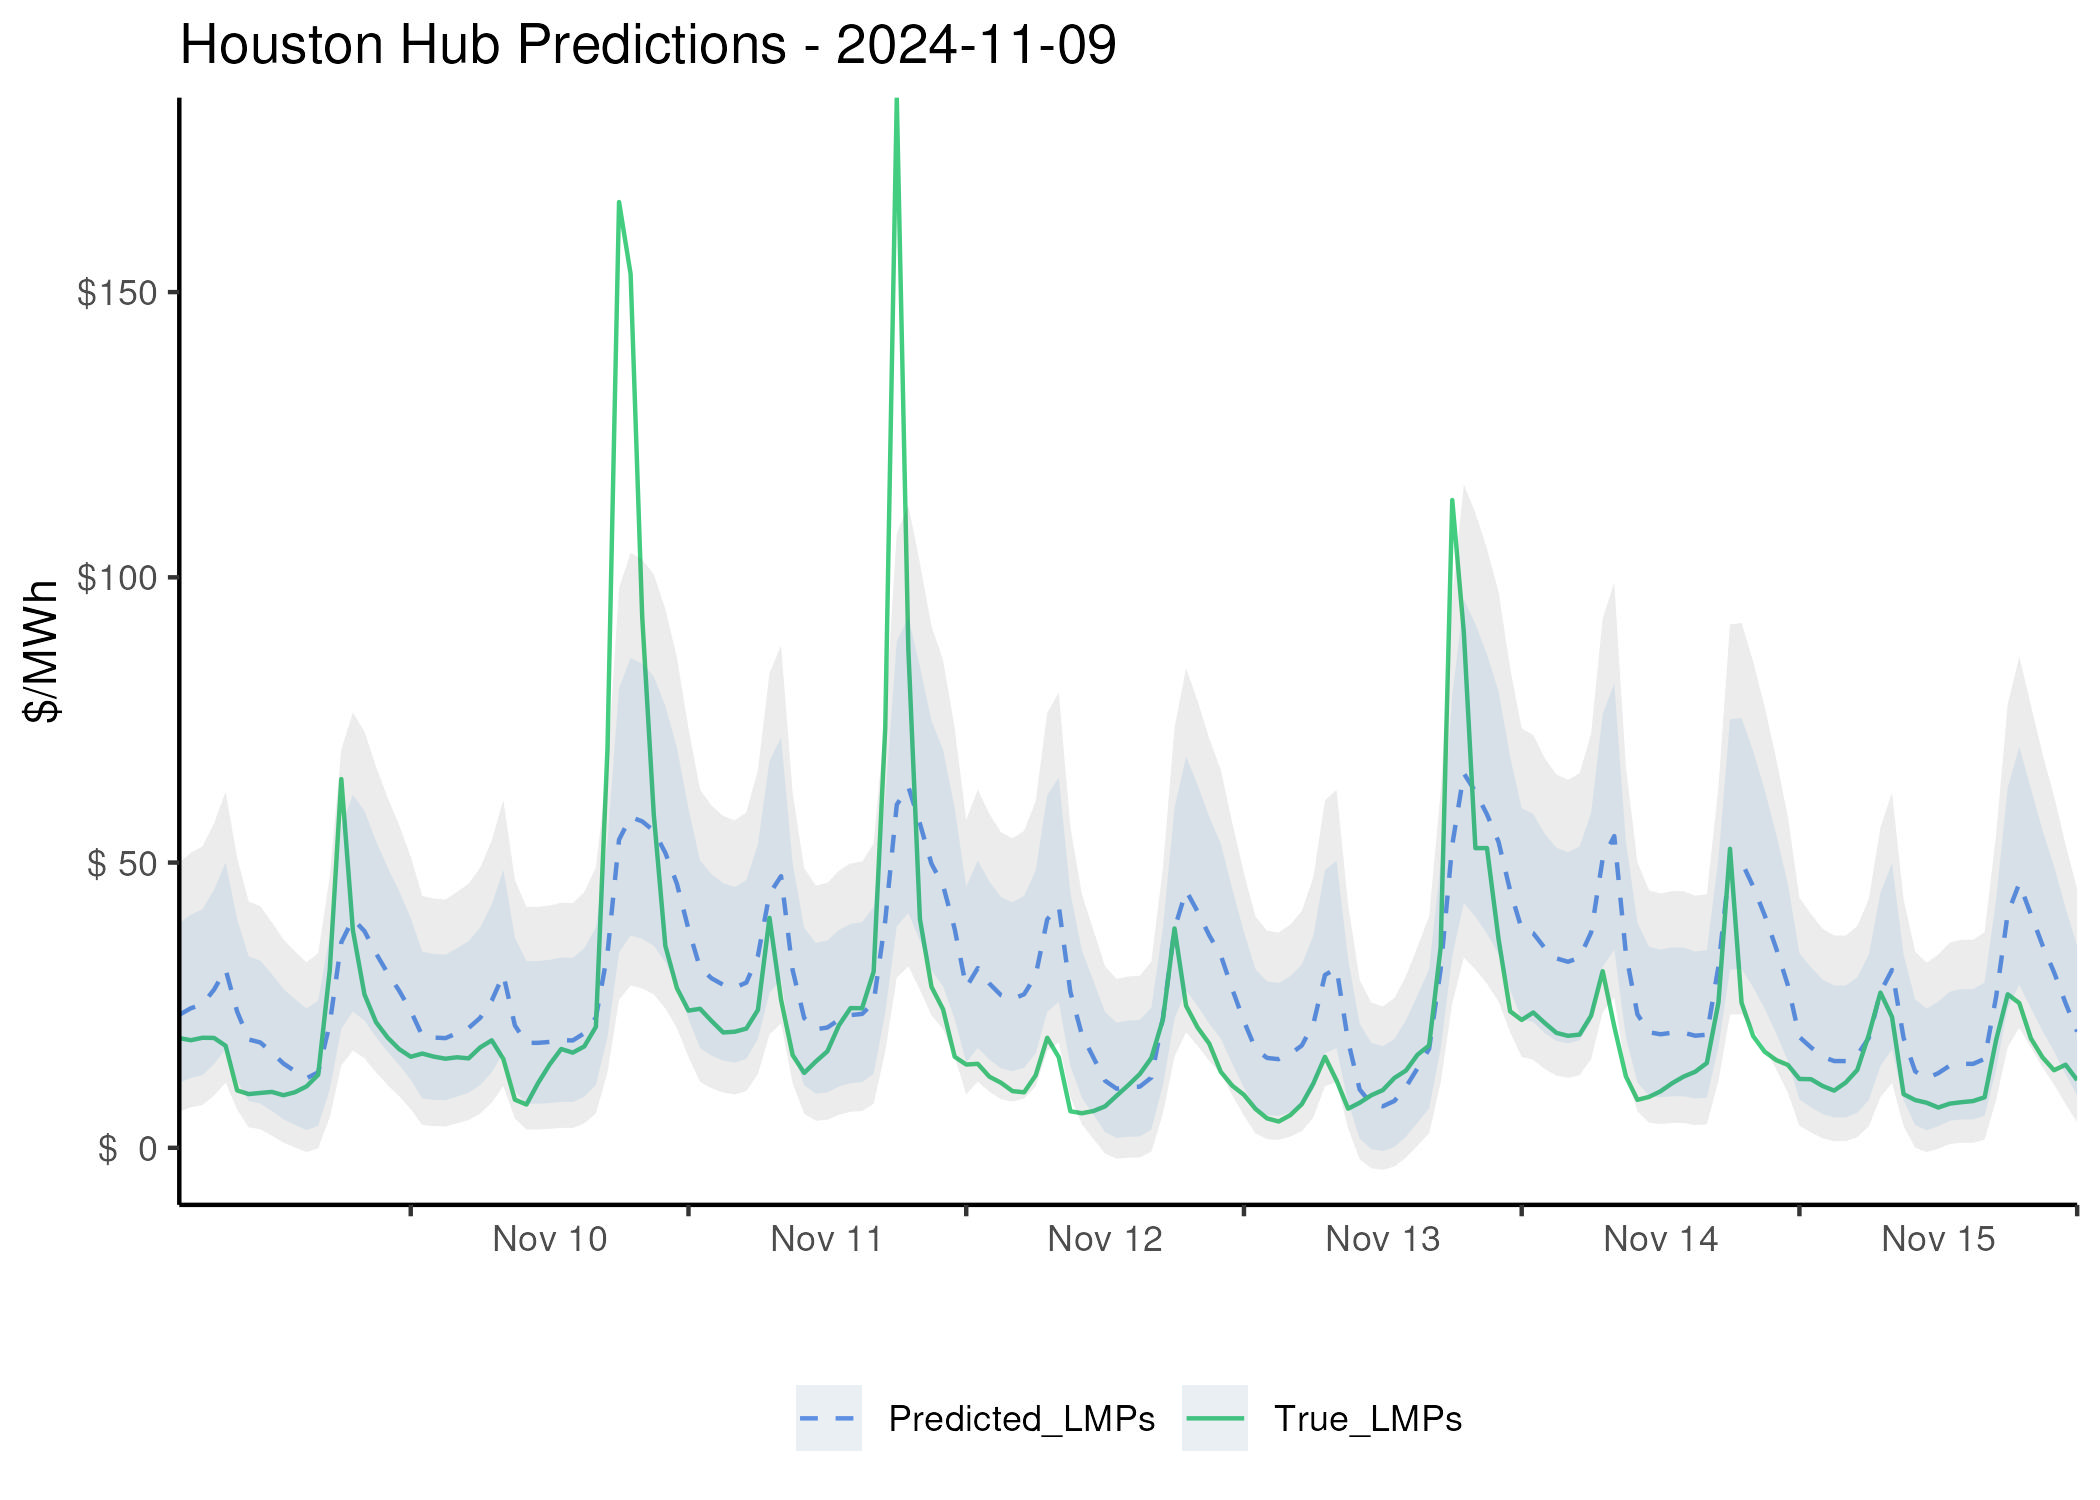 Houston Hub Predictions - 2024-11-09
$/MWh
$150
$100
$ 50
$  0
Nov 10 Nov 11 Nov 12 Nov 13 Nov 14 Nov 15
Predicted_LMPs True_LMPs